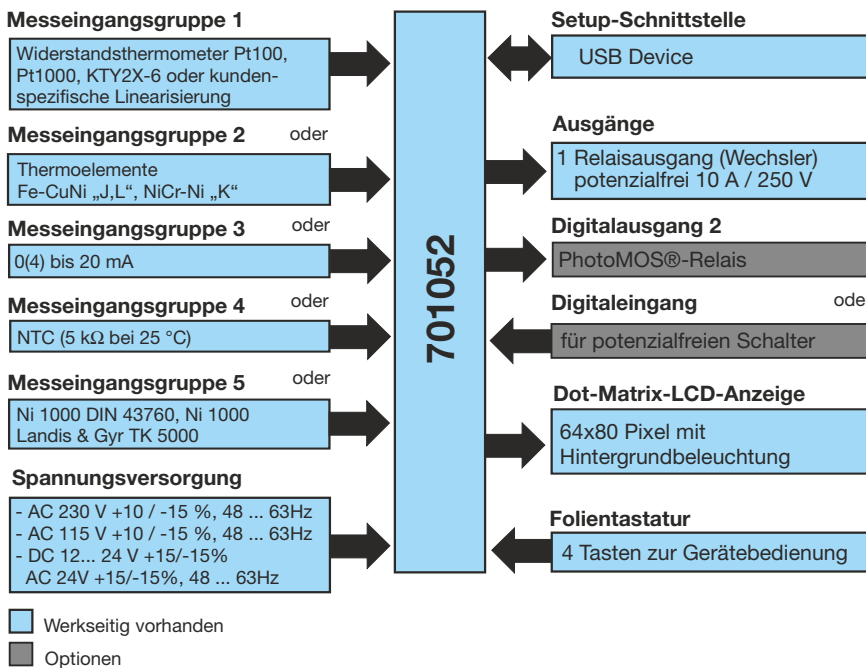 Messeingangsgruppe 1
Widerstandsthermometer Pt100,
Pt1000, KTY2X-6 oder kunden-
spezifische Linearisierung
Messeingangsgruppe 2 oder
Thermoelemente
Fe-CuNi „J,L“, NiCr-Ni „K“
Messeingangsgruppe 3 oder
0(4) bis 20 mA
Messeingangsgruppe 4 oder
NTC (5 kΩ bei 25 °C)
Messeingangsgruppe 5 oder
Ni 1000 DIN 43760, Ni 1000
Landis & Gyr TK 5000
Spannungsversorgung
- AC 230 V +10 / -15 %, 48 ... 63Hz
- AC 115 V +10 / -15 %, 48 ... 63Hz
- DC 12... 24 V +15/-15%
AC 24V +15/-15%, 48 ... 63Hz
701052
Setup-Schnittstelle
USB Device
Ausgänge
1 Relaisausgang (Wechsler)
potenzialfrei 10 A / 250 V
Digitalausgang 2
PhotoMOS®-Relais
Digitaleingang ode
für potenzialfreien Schalter
Dot-Matrix-LCD-Anzeige
64x80 Pixel mit
Hintergrundbeleuchtung
Folientastatur
4 Tasten zur Gerätebedienung
Werkseitig vorhanden
Optionen